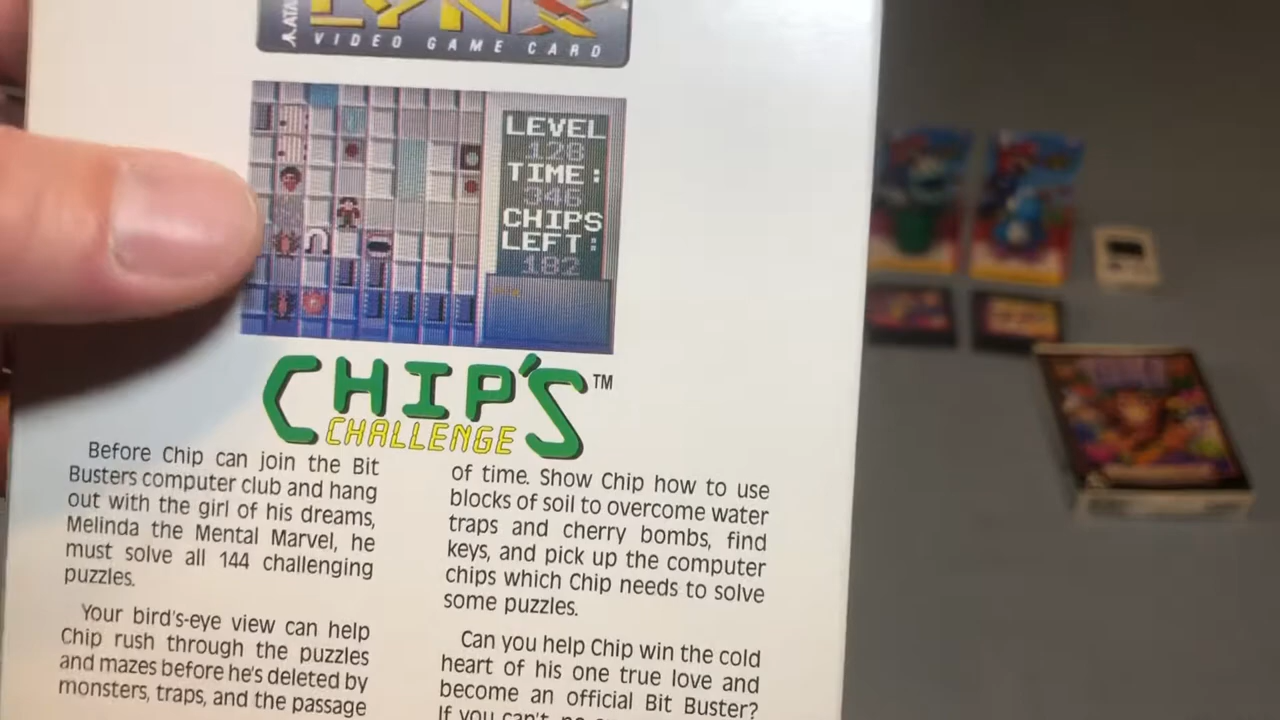 ATARI
LYNX
VIDEO GAME CARD
LEVEL
128
TIME:
346
CHIPS
LEFT:
182
CHIP'S™
CHALLENGE
Before Chip can join the Bit
Busters computer club and hang
out with the girl of his dreams,
Melinda the Mental Marvel, he
must solve all 144 challenging
puzzles.
Your bird's-eye view can help
Chip rush through the puzzles
and mazes before he's deleted by
monsters, traps, and the passage
of time. Show Chip how to use
blocks of soil to overcome water
traps and cherry bombs, find
keys, and pick up the computer
chips which Chip needs to solve
some puzzles.
Can you help Chip win the cold
heart of his one true love and
become an official Bit Buster?
If you can't,